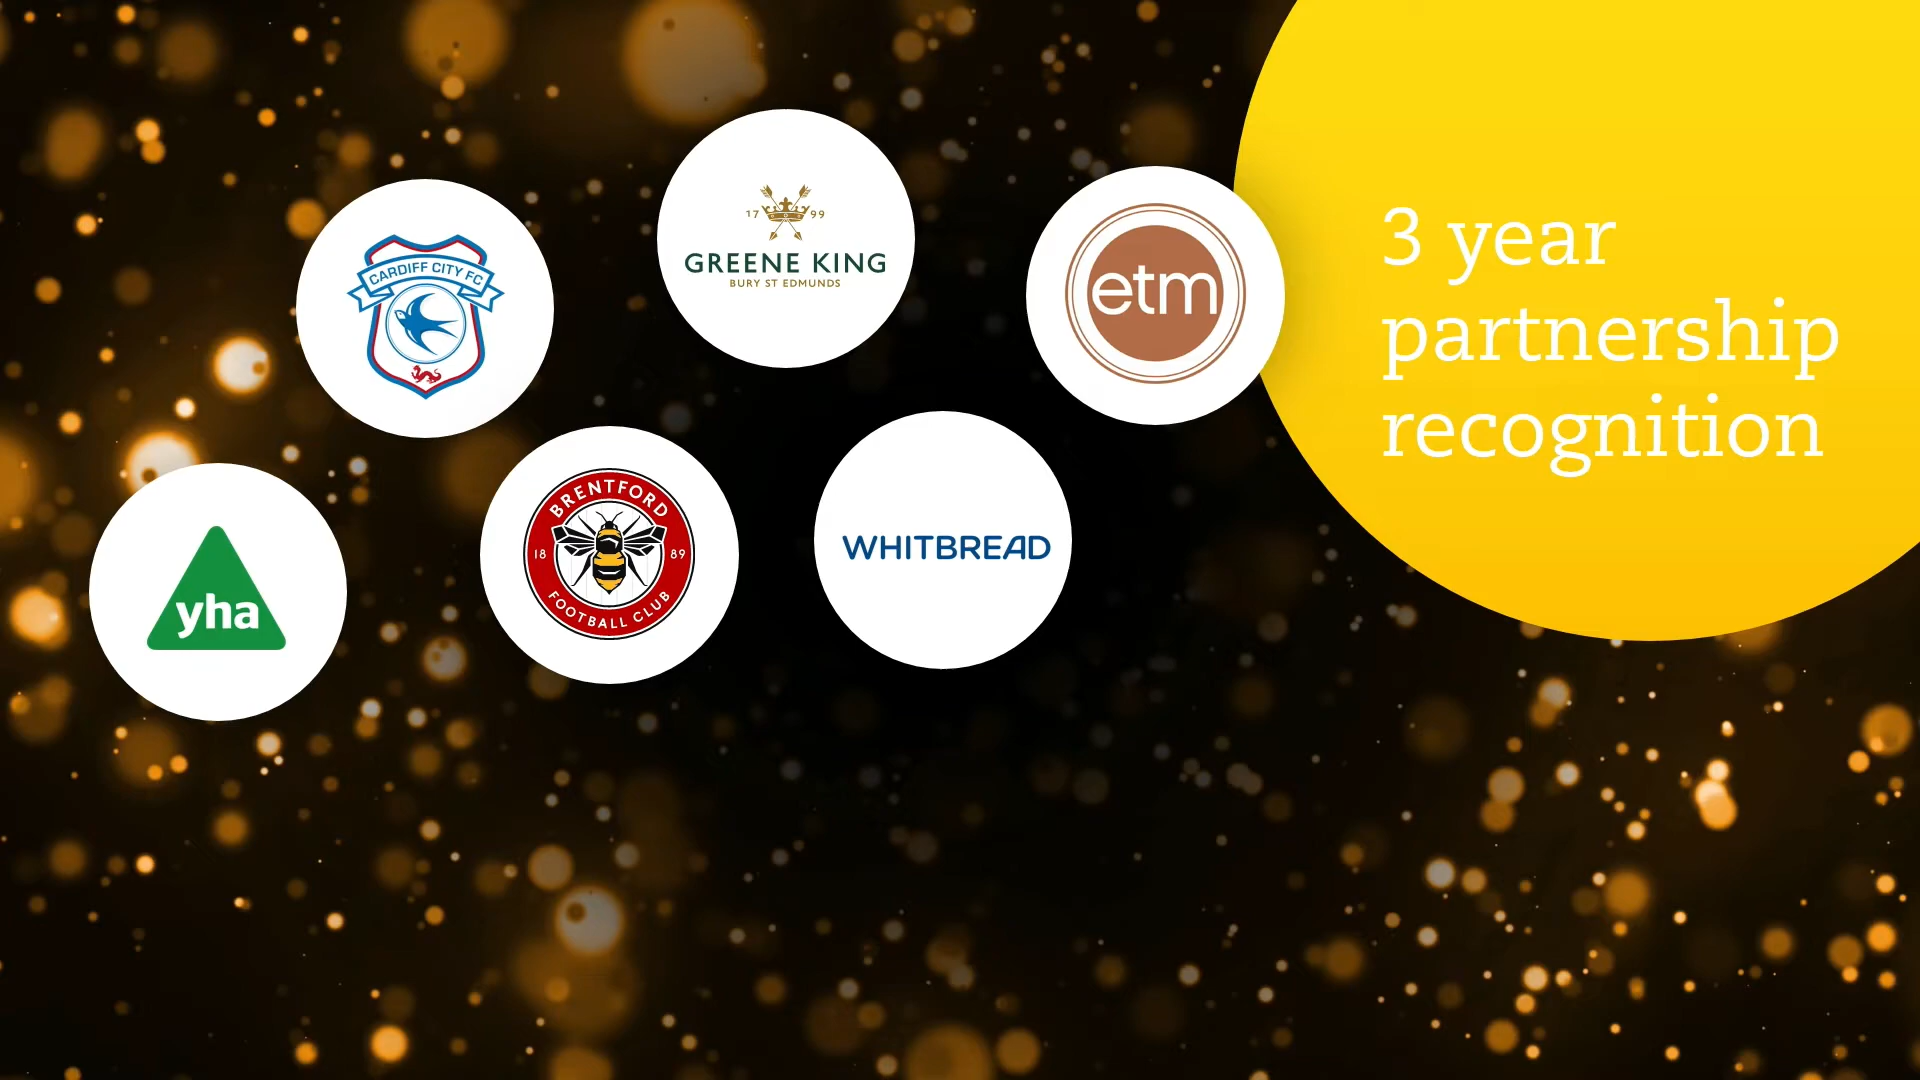 3 year
partnership
recognition
CARDIFF CITY FC
17 99
GREENE KING
BURY ST EDMUNDS
etm
yha
BRENTFORD
18 89
FOOTBALL CLUB
WHITBREAD